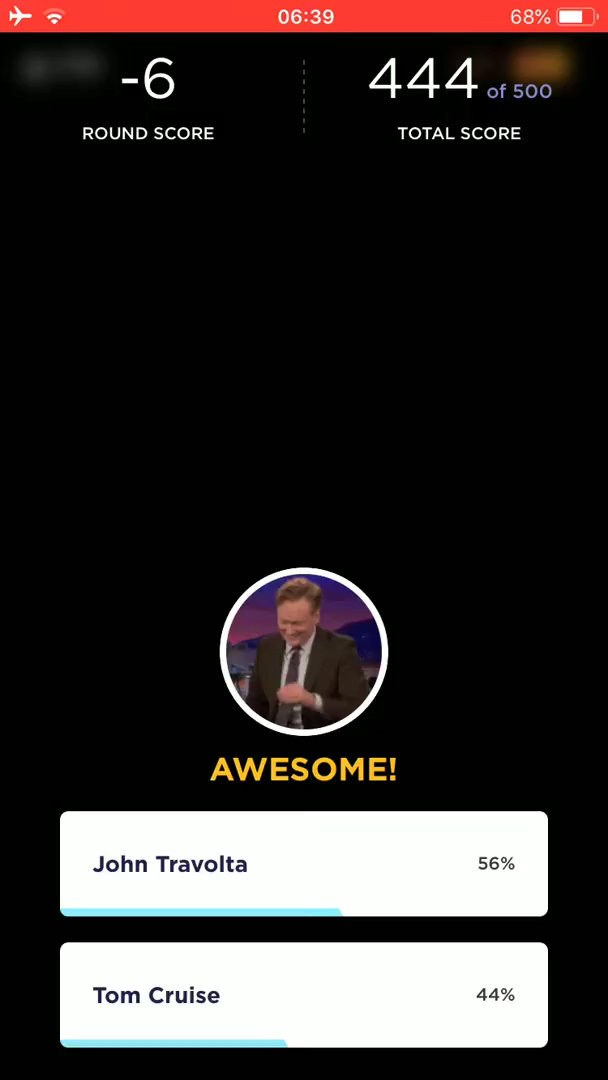 06:39
68%
-6
444 of 500
ROUND SCORE
TOTAL SCORE
AWESOME!
John Travolta
56%
Tom Cruise
44%